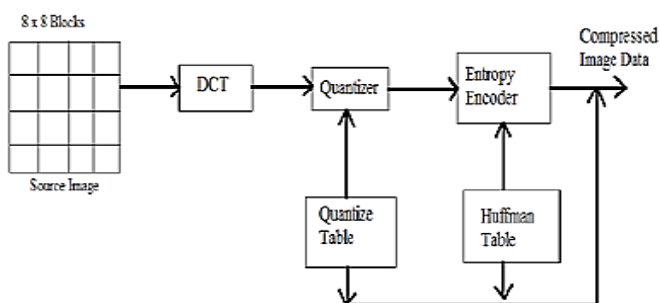 8 x 8 Blocks
Source Image
DCT
Quantizer
Entropy
Encoder
Compressed
Image Data
Quantize
Table
Huffman
Table